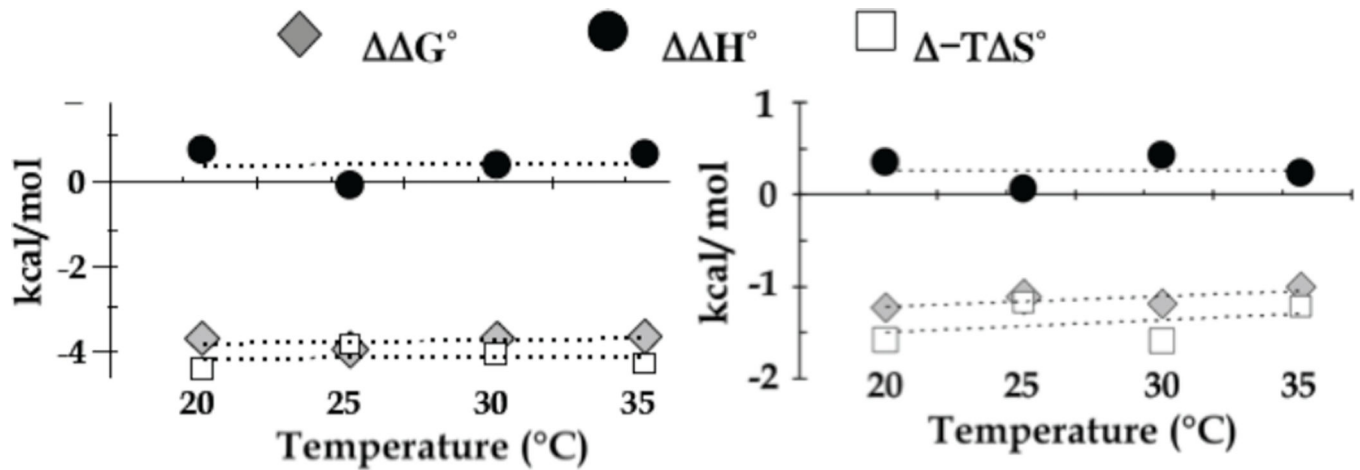 ΔΔG° ΔΔH° Δ−TΔS°
kcal/mol
0
-2
-4
20 25 30 35
Temperature (°C)
kcal/mol
1
0
-1
-2
20 25 30 35
Temperature (°C)